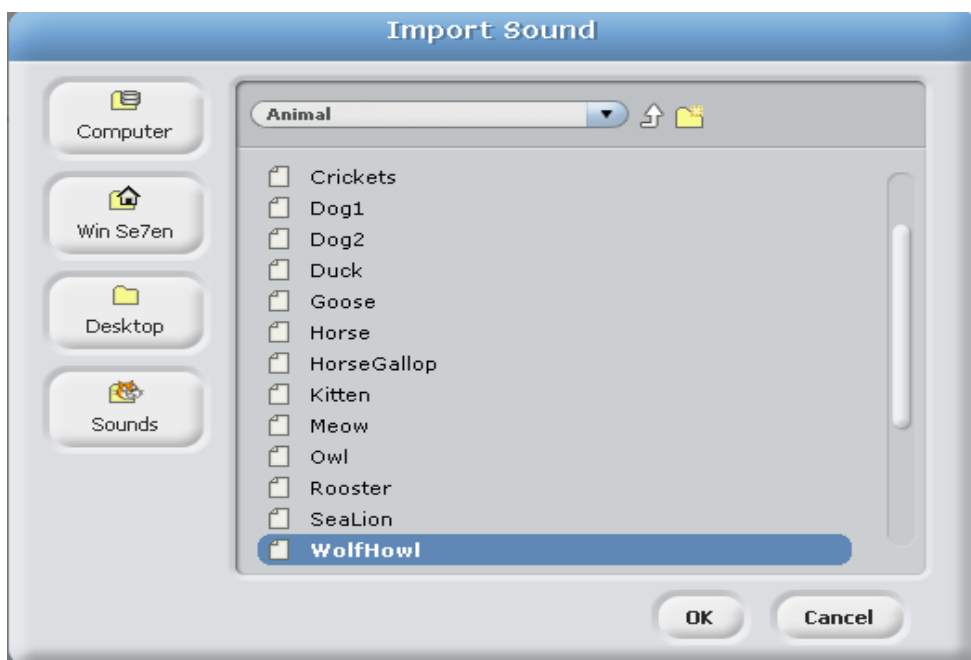 Import Sound
Computer
Win Se7en
Desktop
Sounds
Animal
Crickets
Dog1
Dog2
Duck
Goose
Horse
HorseGallop
Kitten
Meow
Owl
Rooster
SeaLion
WolfHowl
OK
Cancel